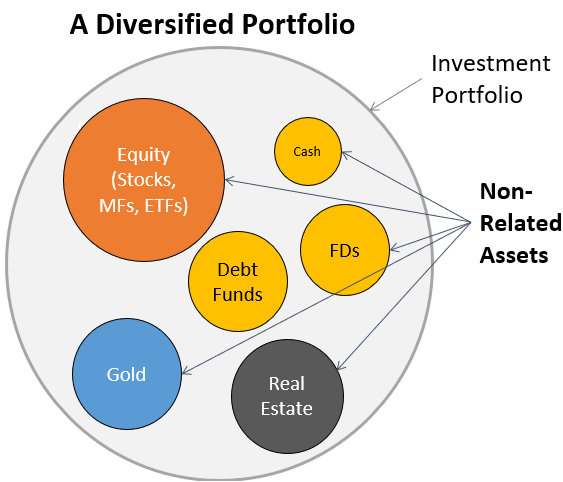 A Diversified Portfolio
Investment
Portfolio
Equity
(Stocks,
MFs, ETFs)
Cash
Non-
Related
Assets
FDs
Debt
Funds
Gold
Real
Estate